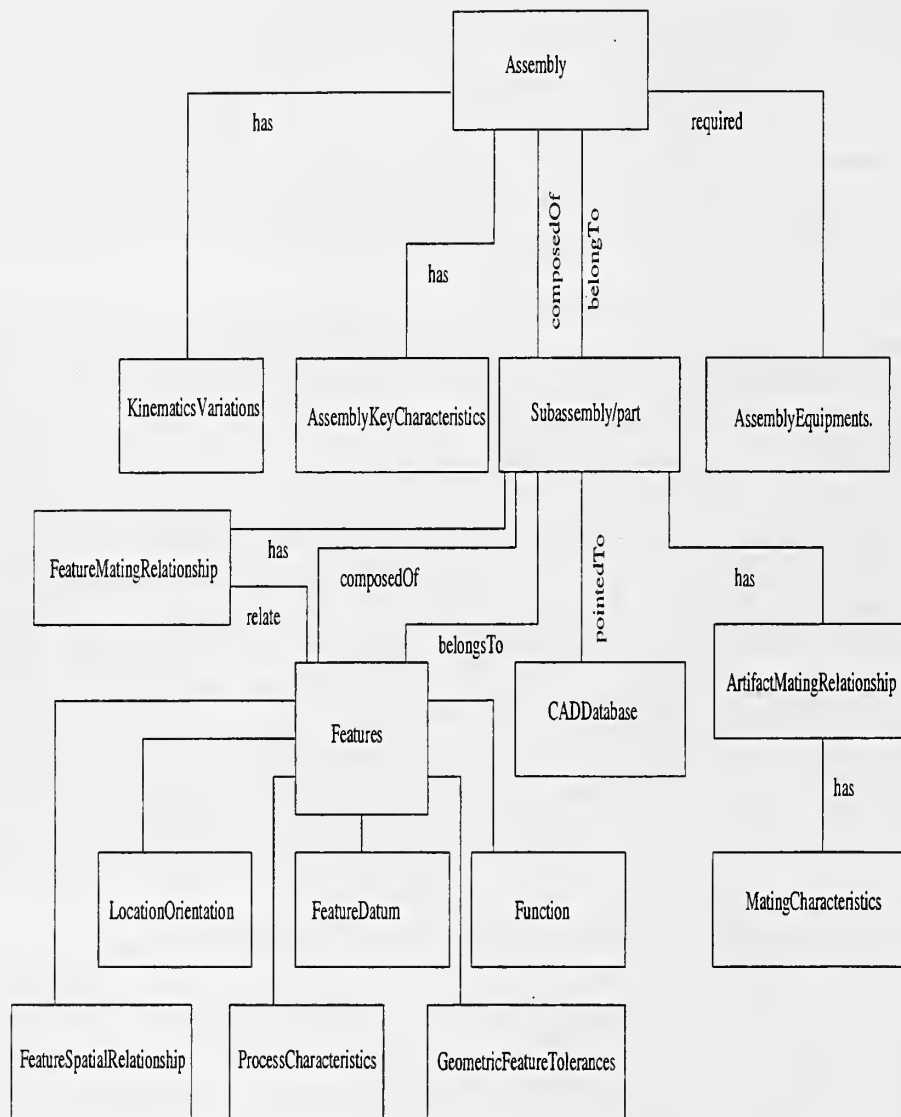 Assembly
has
required
composedOf
belongTo
has
KinematicsVariations
AssemblyKeyCharacteristics
Subassembly/part
AssemblyEquipments.
FeatureMatingRelationship
has
composedOf
pointedTo
has
relate
belongsTo
Features
CADDatabase
ArtifactMatingRelationship
has
LocationOrientation
FeatureDatum
Function
MatingCharacteristics
FeatureSpatialRelationship
ProcessCharacteristics
GeometricFeatureTolerances